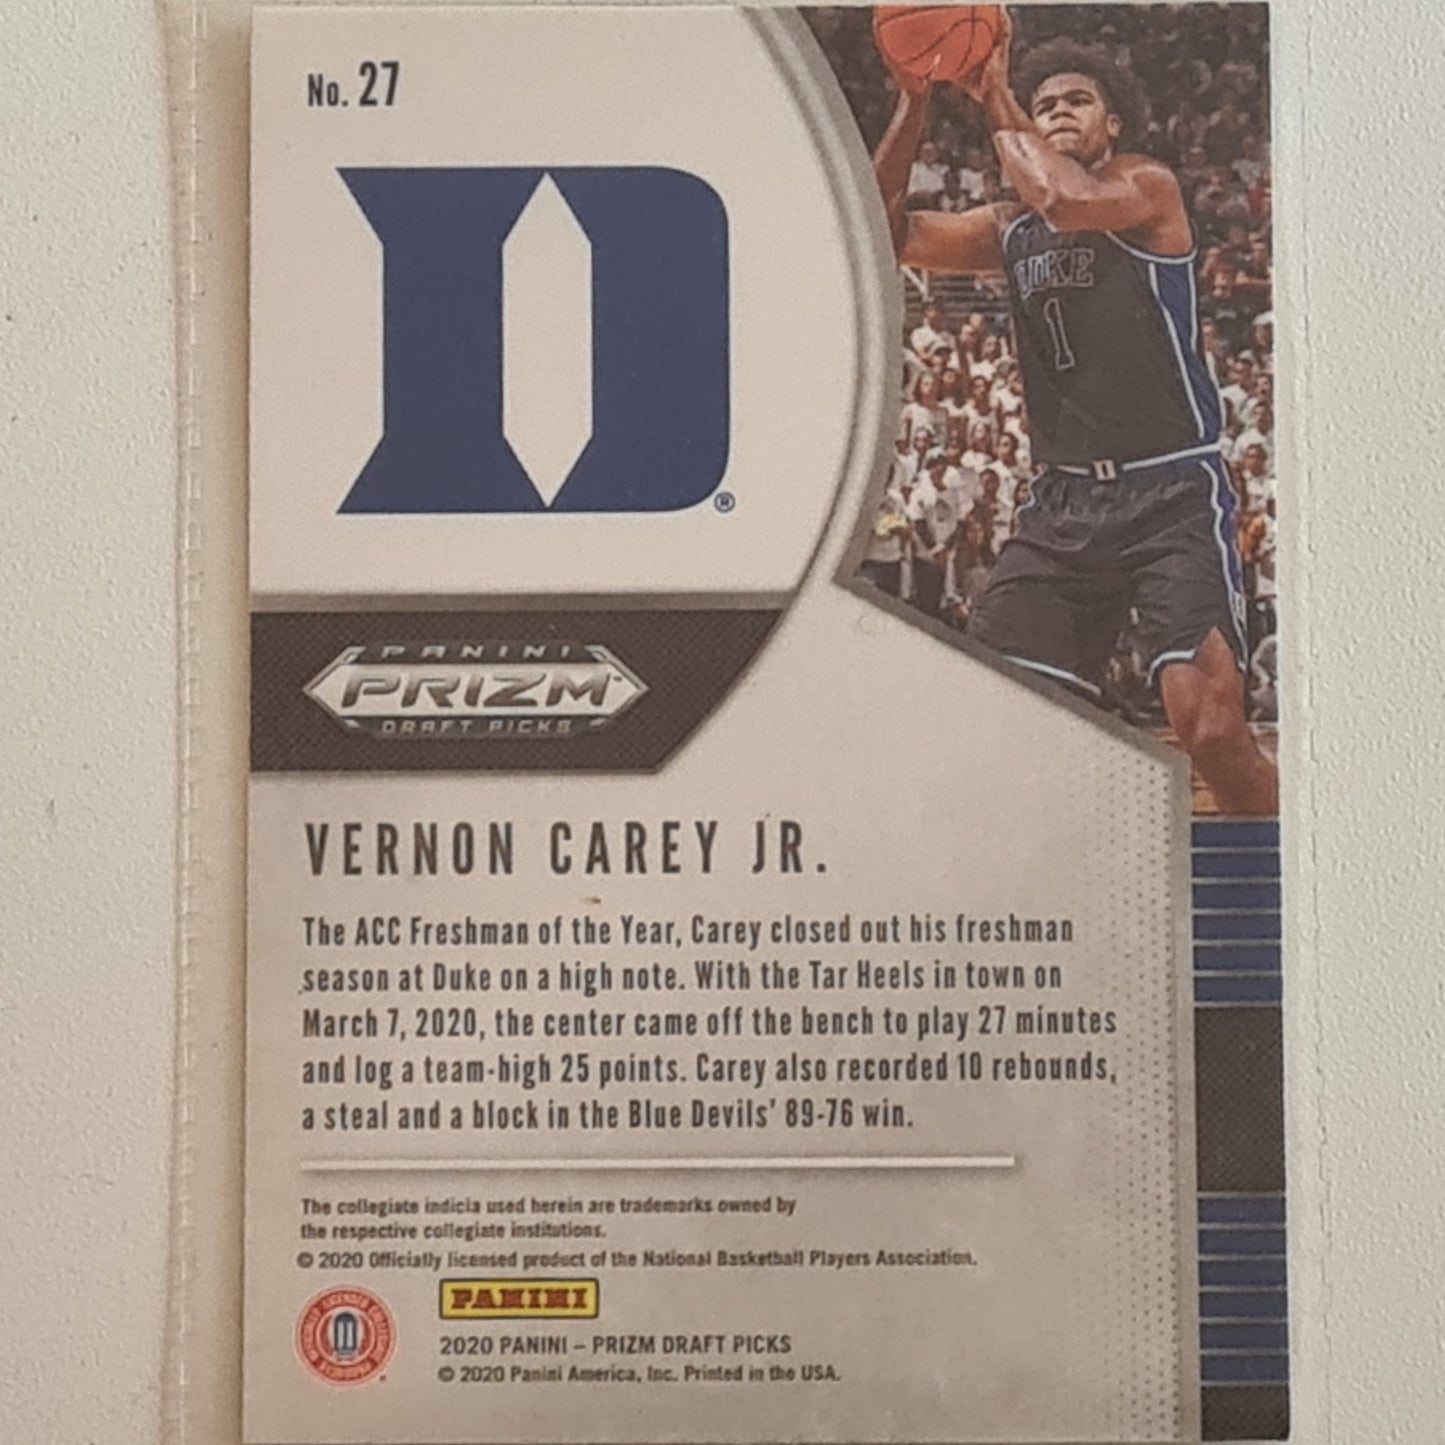 No. 27
D
®
DUKE
1
PANINI
PRIZM™
DRAFT PICKS
VERNON CAREY JR.
The ACC Freshman of the Year, Carey closed out his freshman
season at Duke on a high note. With the Tar Heels in town on
March 7, 2020, the center came off the bench to play 27 minutes
and log a team-high 25 points. Carey also recorded 10 rebounds,
a steal and a block in the Blue Devils’ 89-76 win.
The collegiate indicia used herein are trademarks owned by
the respective collegiate institutions.
© 2020 Officially licensed product of the National Basketball Players Association.
PANINI
2020 PANINI – PRIZM DRAFT PICKS
© 2020 Panini America, Inc. Printed in the USA.